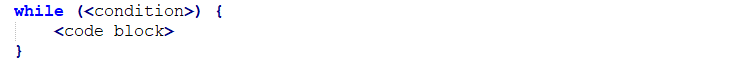 while (<condition>) {
    <code block>
}